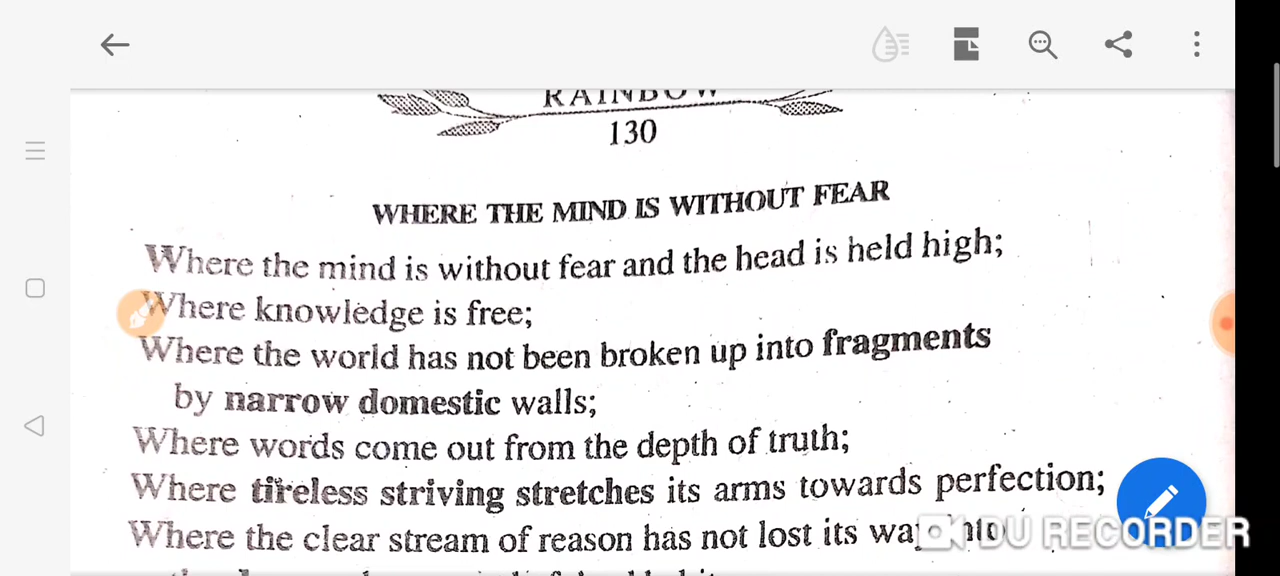 RAINBOW
130
WHERE THE MIND IS WITHOUT FEAR
Where the mind is without fear and the head is held high;
Where knowledge is free;
Where the world has not been broken up into fragments
by narrow domestic walls;
Where words come out from the depth of truth;
Where tireless striving stretches its arms towards perfection;
Where the clear stream of reason has not lost its way into
DU RECORDER